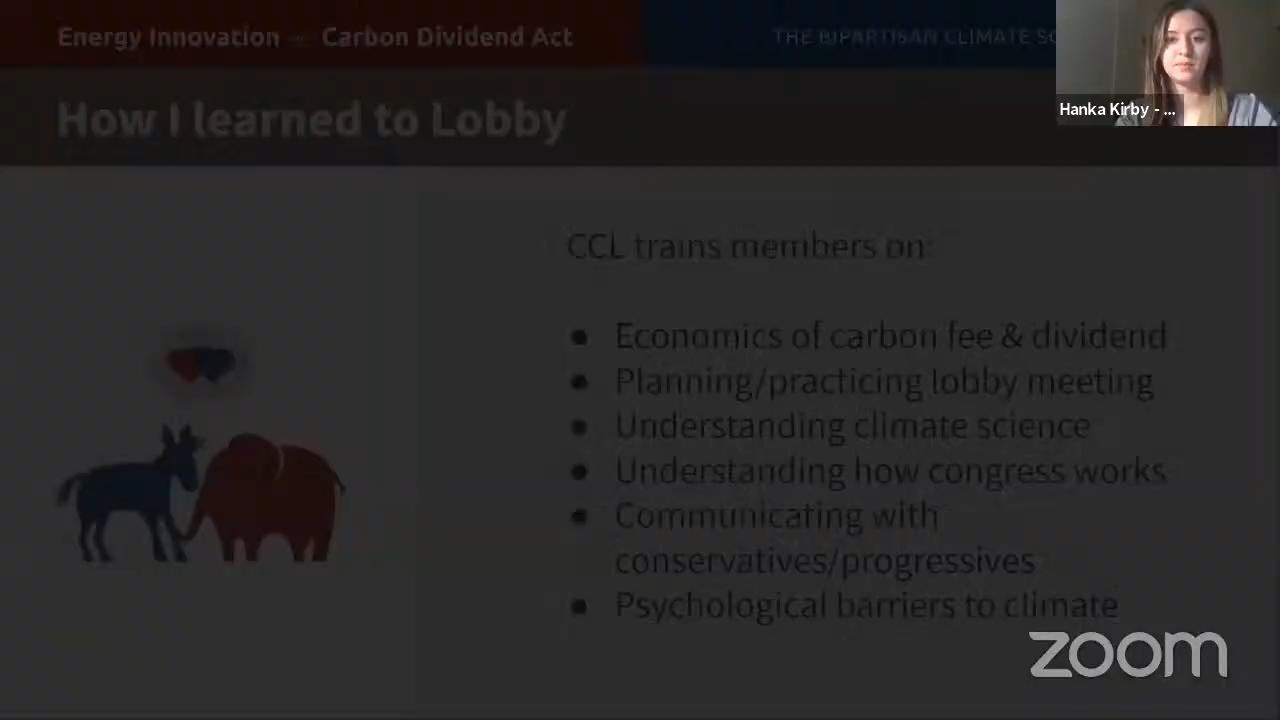 Energy Innovation and Carbon Dividend Act
THE BIPARTISAN CLIMATE
Hanka Kirby - ...
How I learned to Lobby
CCL trains members on:
● Economics of carbon fee & dividend
● Planning/practicing lobby meeting
● Understanding climate science
● Understanding how congress works
● Communicating with
conservatives/progressives
● Psychological barriers to climate
zoom